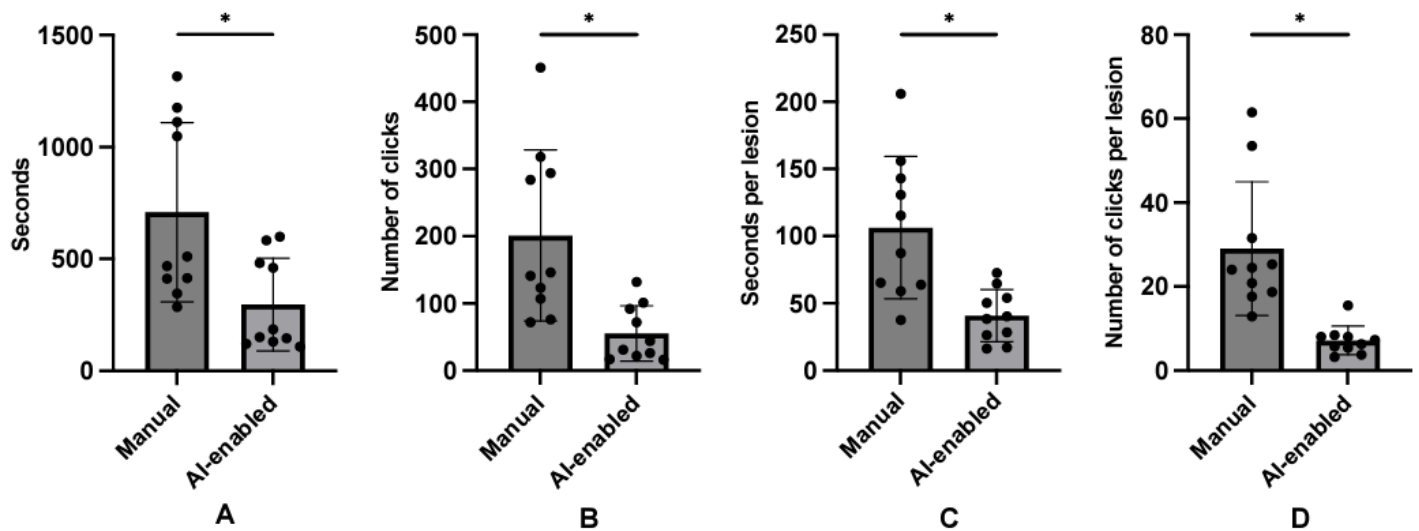 *
1500
1000
500
0
Seconds
Manual
AI-enabled
A
*
500
400
300
200
100
0
Number of clicks
Manual
AI-enabled
B
*
250
200
150
100
50
0
Seconds per lesion
Manual
AI-enabled
C
*
80
60
40
20
0
Number of clicks per lesion
Manual
AI-enabled
D